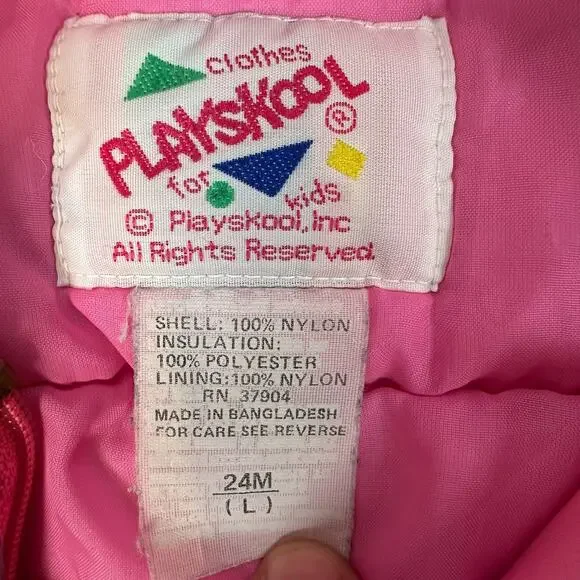 clothes
PLAYSKOOL ®
for kids
© Playskool, Inc
All Rights Reserved.
SHELL: 100% NYLON
INSULATION:
100% POLYESTER
LINING: 100% NYLON
RN 37904
MADE IN BANGLADESH
FOR CARE SEE REVERSE
24M
( L )